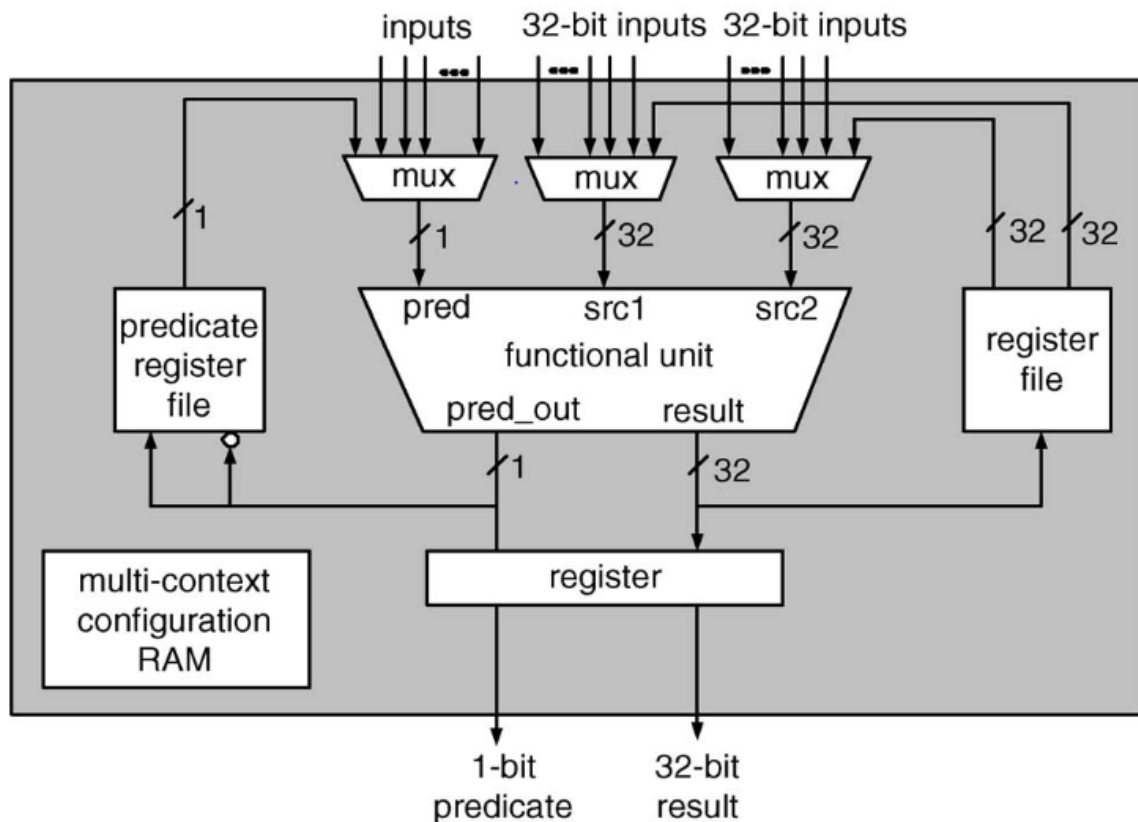 inputs
32-bit inputs
32-bit inputs
mux
mux
mux
1
1
32
32
32
32
pred
src1
src2
predicate
register
file
functional unit
register
file
pred_out
result
1
32
multi-context
configuration
RAM
register
1-bit
predicate
32-bit
result